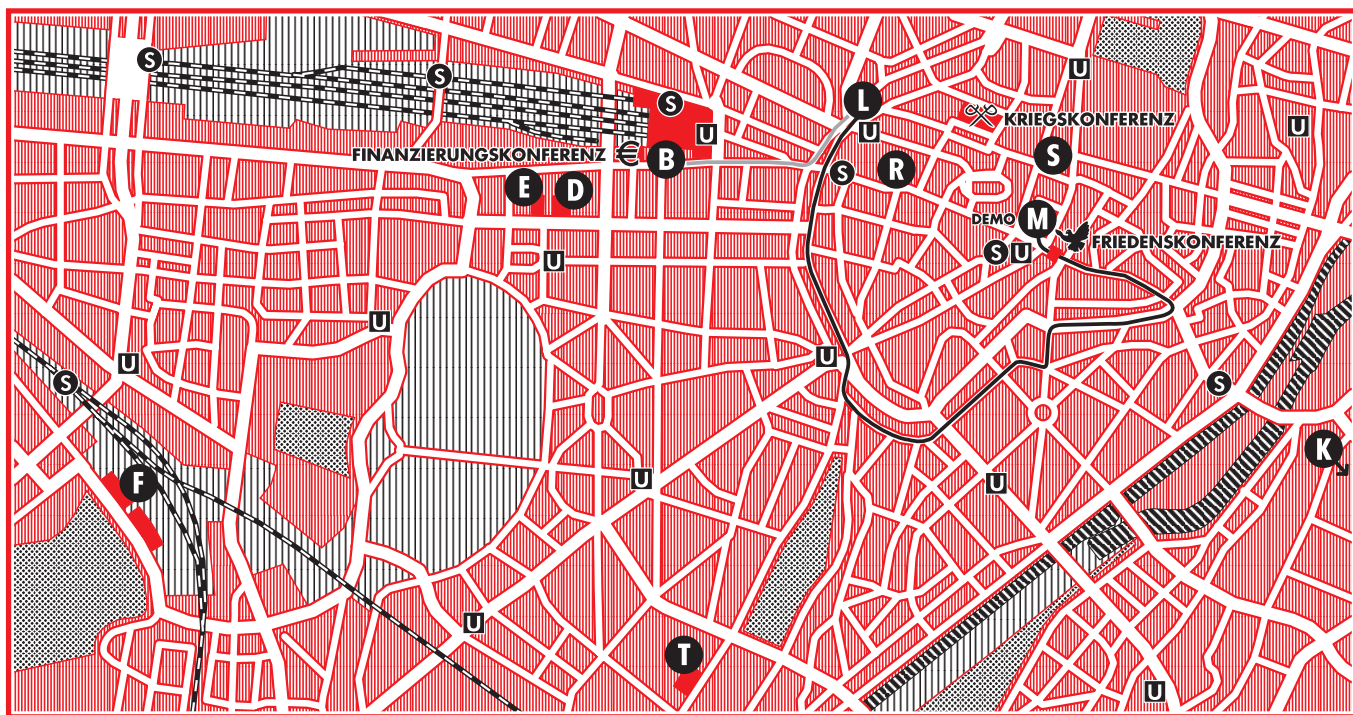 U
S
S
S
L
U
U
U
KRIEGSKONFERENZ
FINANZIERUNGSKONFERENZ €
B
S
R
S
E
D
DEMO
M
FRIEDENSKONFERENZ
S
U
U
U
U
U
S
S
K
F
U
U
U
T
U